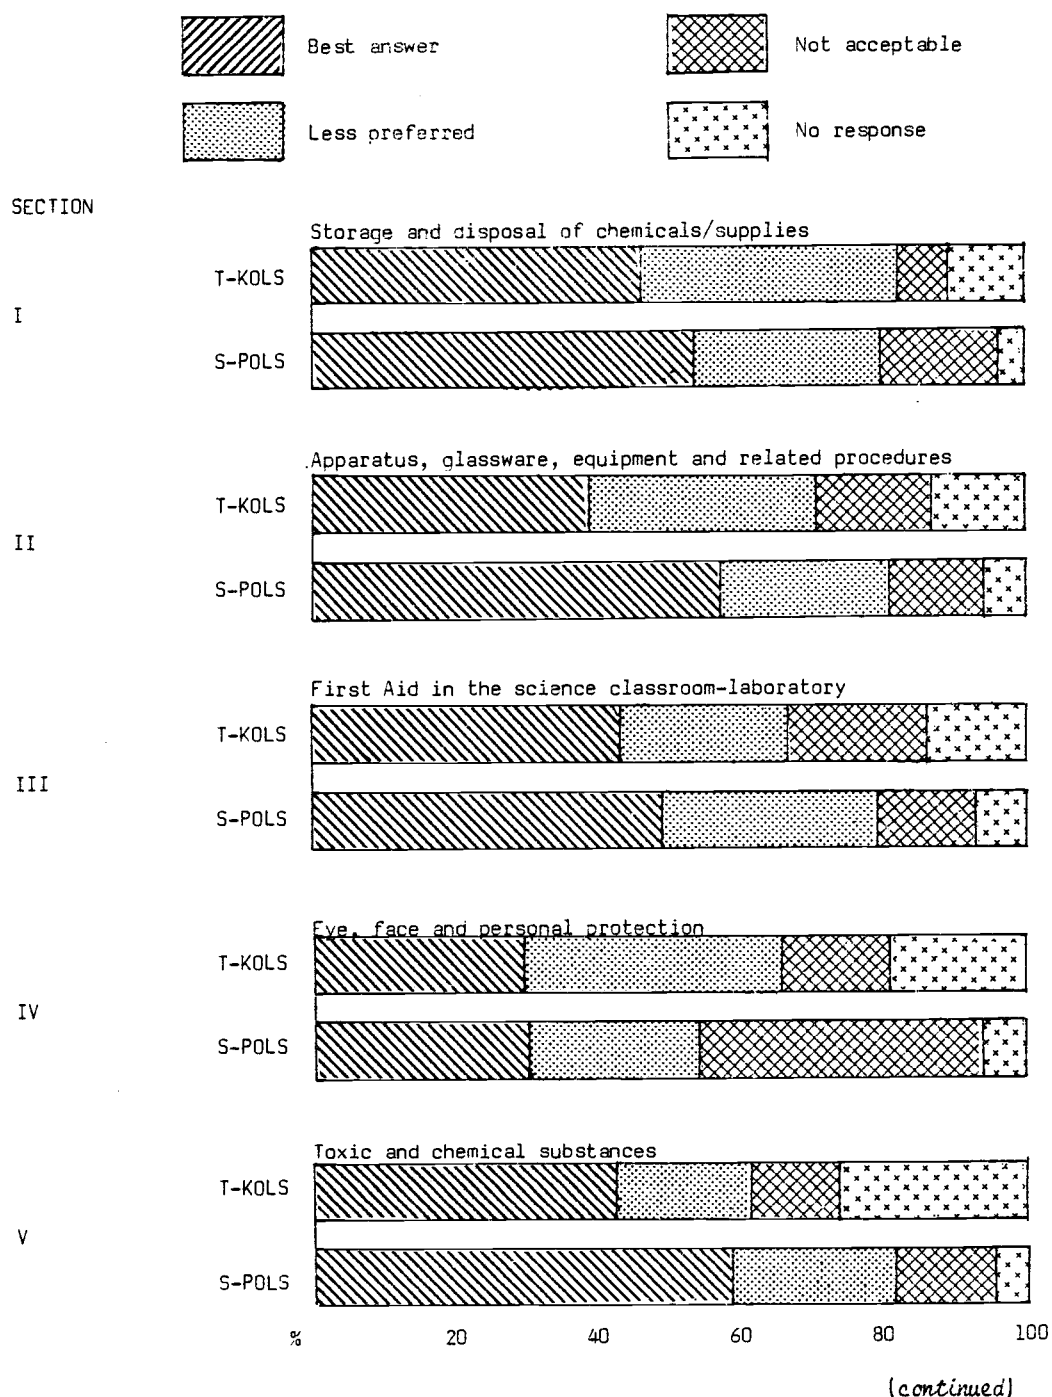 Best answer
Not acceptable
Less preferred
No response
SECTION
Storage and disposal of chemicals/supplies
T-KOLS
I
S-POLS
Apparatus, glassware, equipment and related procedures
T-KOLS
II
S-POLS
First Aid in the science classroom-laboratory
T-KOLS
III
S-POLS
Eye, face and personal protection
T-KOLS
IV
S-POLS
Toxic and chemical substances
T-KOLS
V
S-POLS
% 20 40 60 80 100
(continued)